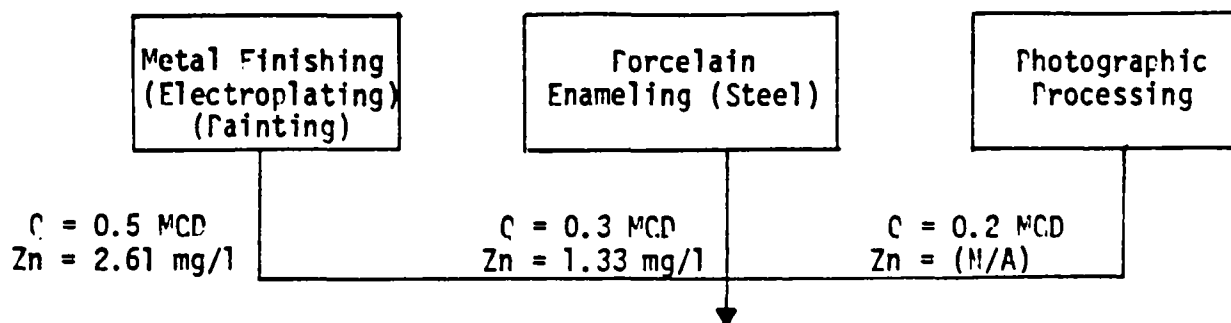 Metal Finishing
(Electroplating)
(Painting)
Porcelain
Enameling (Steel)
Photographic
Processing
Q = 0.5 MGD
Zn = 2.61 mg/l
Q = 0.3 MGD
Zn = 1.33 mg/l
Q = 0.2 MGD
Zn = (N/A)